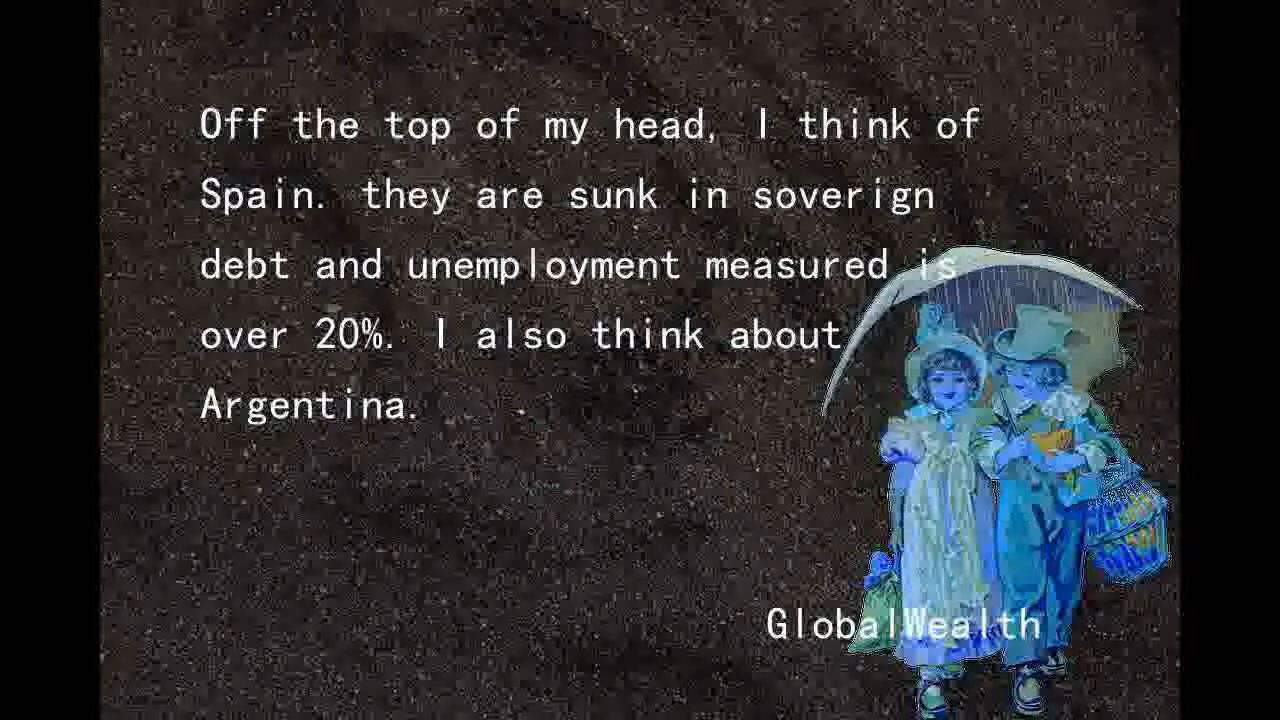 Off the top of my head, I think of
Spain. they are sunk in soverign
debt and unemployment measured is
over 20%. I also think about
Argentina.
GlobalWealth